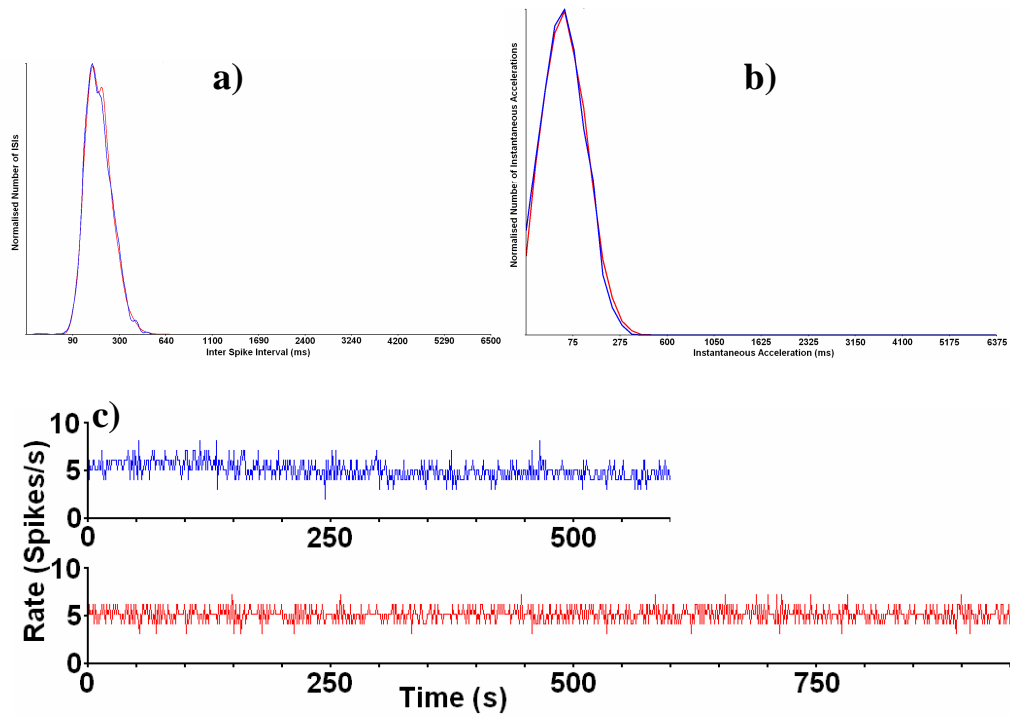 a)
Normalised Number of ISIs
90 300 640 1100 1690 2400 3240 4200 5290 6500
Inter Spike Interval (ms)
b)
Normalised Number of Instantaneous Accelerations
75 275 600 1050 1625 2325 3150 4100 5175 6375
Instantaneous Acceleration (ms)
c)
Rate (Spikes/s)
10
5
0
0 250 500
10
5
0
0 250 500 750
Time (s)